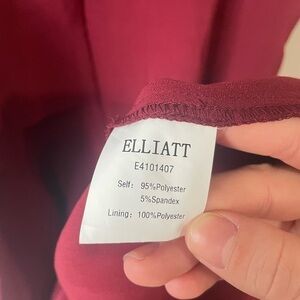 ELLIATT
E4101407
Self: 95%Polyester
5%Spandex
Lining: 100%Polyester